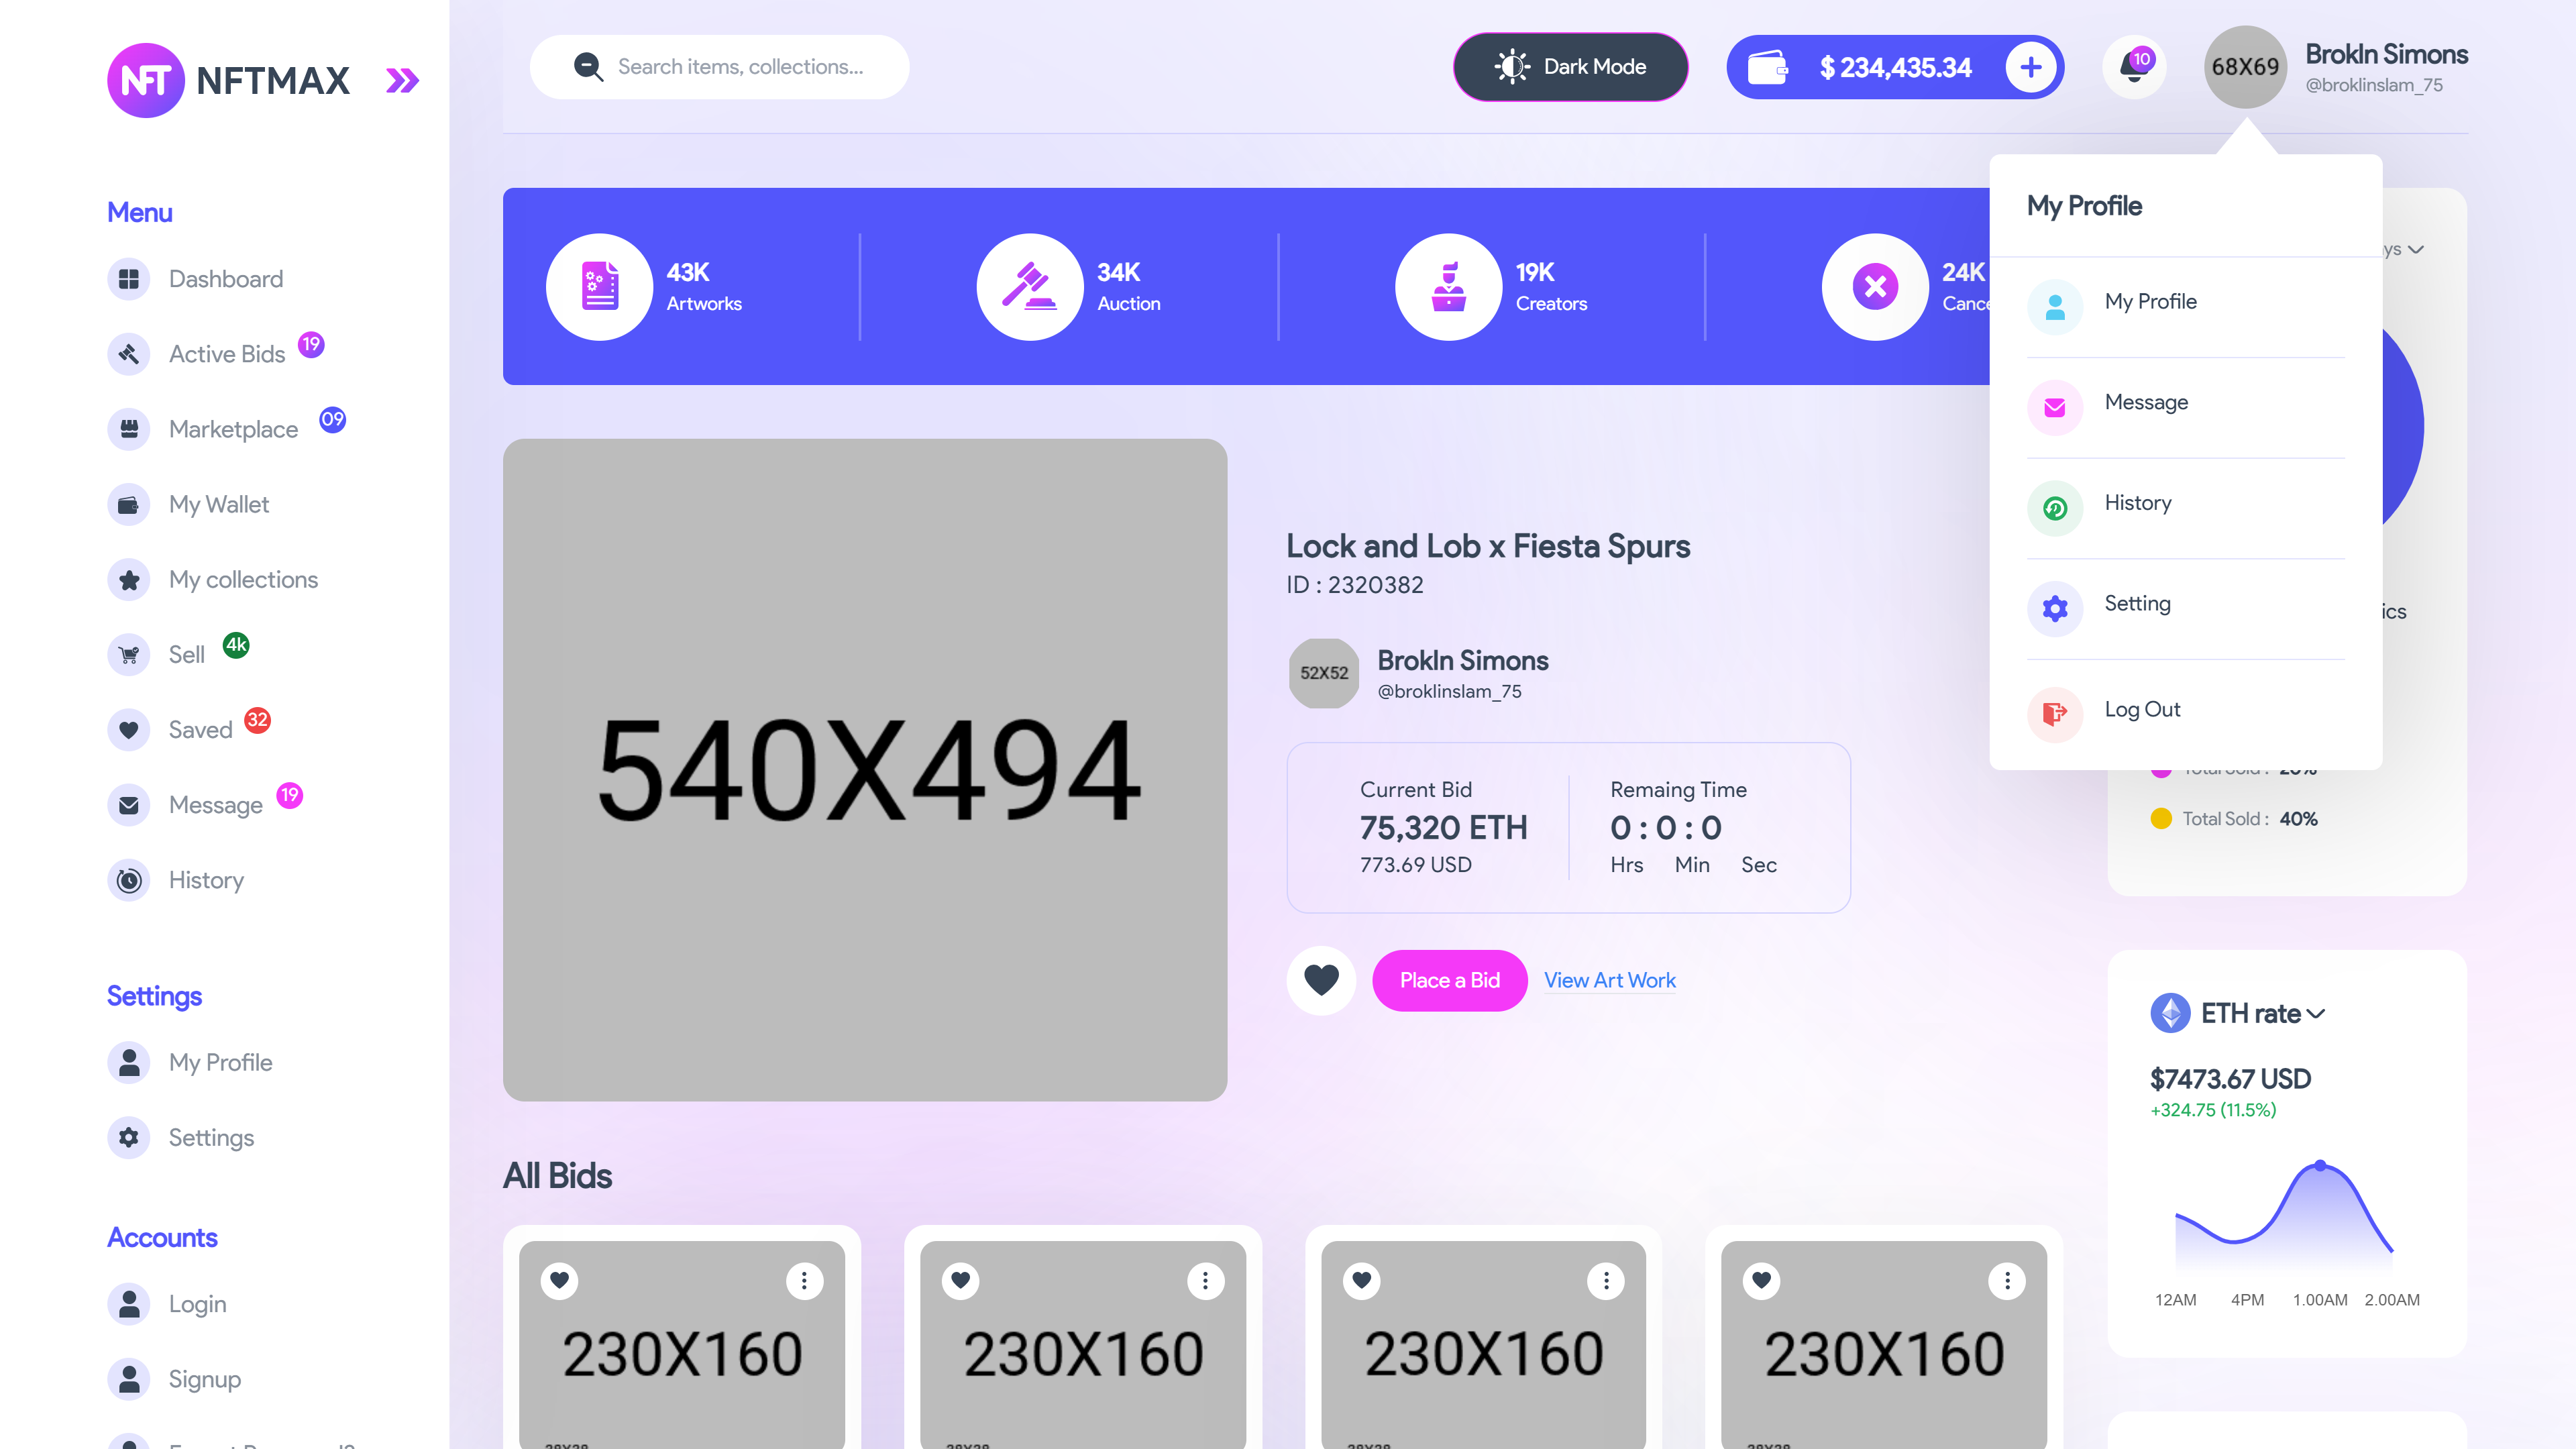 NFT NFTMAX
Menu
Dashboard
Active Bids 19
Marketplace 09
My Wallet
My collections
Sell 4k
Saved 32
Message 19
History
Settings
My Profile
Settings
Accounts
Login
Signup
Search items, collections...
Dark Mode
$ 234,435.34
10
68X69
Brokln Simons
@broklinslam_75
43K
Artworks
34K
Auction
19K
Creators
24K
My Profile
My Profile
Message
History
Setting
Log Out
540X494
Lock and Lob x Fiesta Spurs
ID : 2320382
52X52
Brokln Simons
@broklinslam_75
Current Bid
75,320 ETH
773.69 USD
Remaing Time
0 : 0 : 0
Hrs Min Sec
Place a Bid
View Art Work
Total Sold : 20%
Total Sold : 40%
ETH rate
$7473.67 USD
+324.75 (11.5%)
12AM 4PM 1.00AM 2.00AM
All Bids
230X160
230X160
230X160
230X160